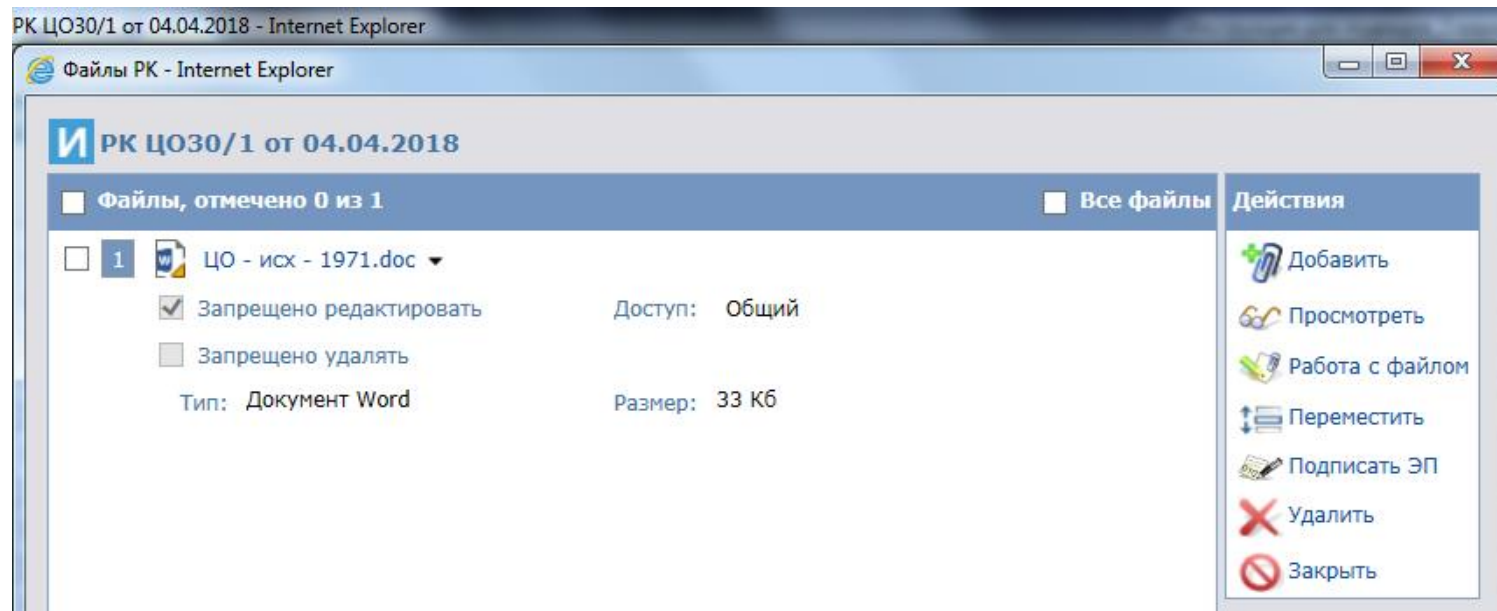 РК ЦО30/1 от 04.04.2018 - Internet Explorer
Файлы РК - Internet Explorer
И РК ЦО30/1 от 04.04.2018
Файлы, отмечено 0 из 1 Все файлы Действия
1 ЦО - исх - 1971.doc Добавить
Запрещено редактировать Доступ: Общий Просмотреть
Запрещено удалять Работа с файлом
Тип: Документ Word Размер: 33 Кб Переместить
Подписать ЭП
Удалить
Закрыть